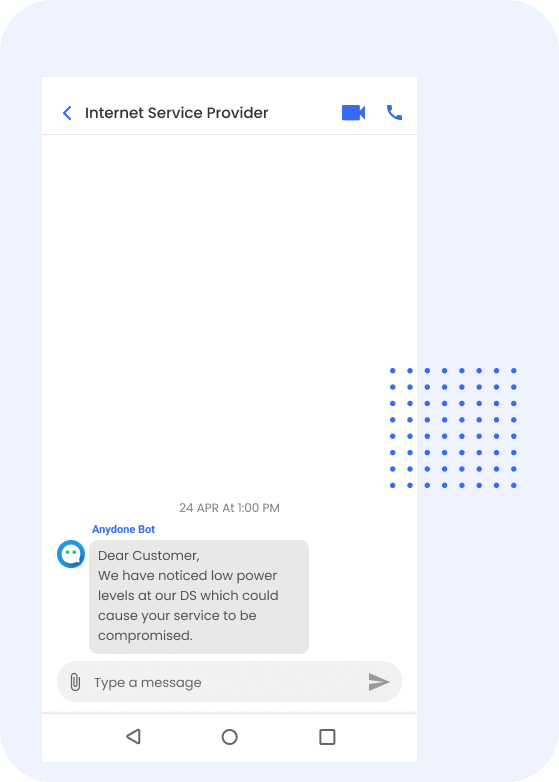 Internet Service Provider
24 APR At 1:00 PM
Anydone Bot
Dear Customer,
We have noticed low power
levels at our DS which could
cause your service to be
compromised.
Type a message